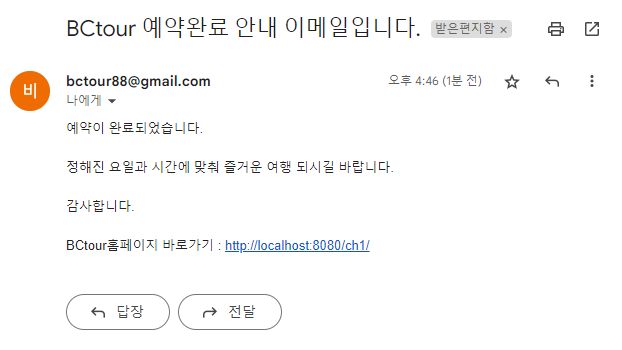 BCtour 예약완료 안내 이메일입니다.
받은편지함 ×
비
bctour88@gmail.com
오후 4:46 (1분 전)
나에게
예약이 완료되었습니다.
정해진 요일과 시간에 맞춰 즐거운 여행 되시길 바랍니다.
감사합니다.
BCtour홈페이지 바로가기 : http://localhost:8080/ch1/
답장
전달